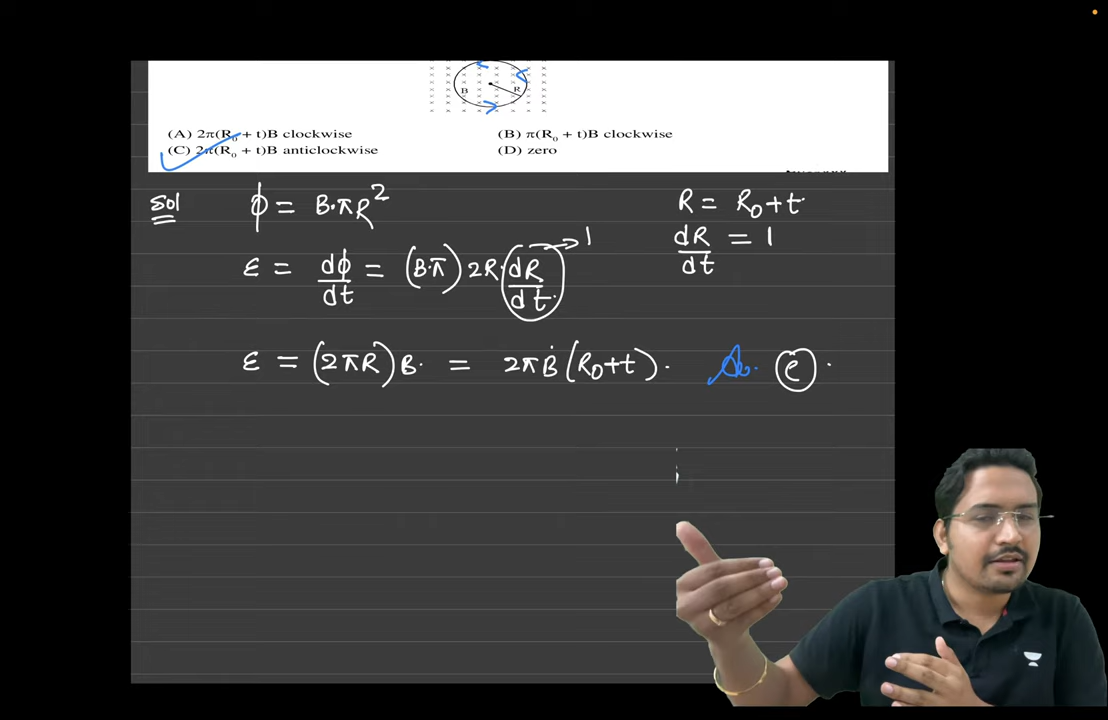 B R
(A) 2π(R₀ + t)B clockwise (B) π(R₀ + t)B clockwise
(C) 2π(R₀ + t)B anticlockwise (D) zero
Sol ϕ = B·πR² R = R₀+t
dR/dt = 1
ε = dϕ/dt = (B·π) 2R·(dR/dt) → 1
ε = (2πR)B· = 2πB(R₀+t)· C